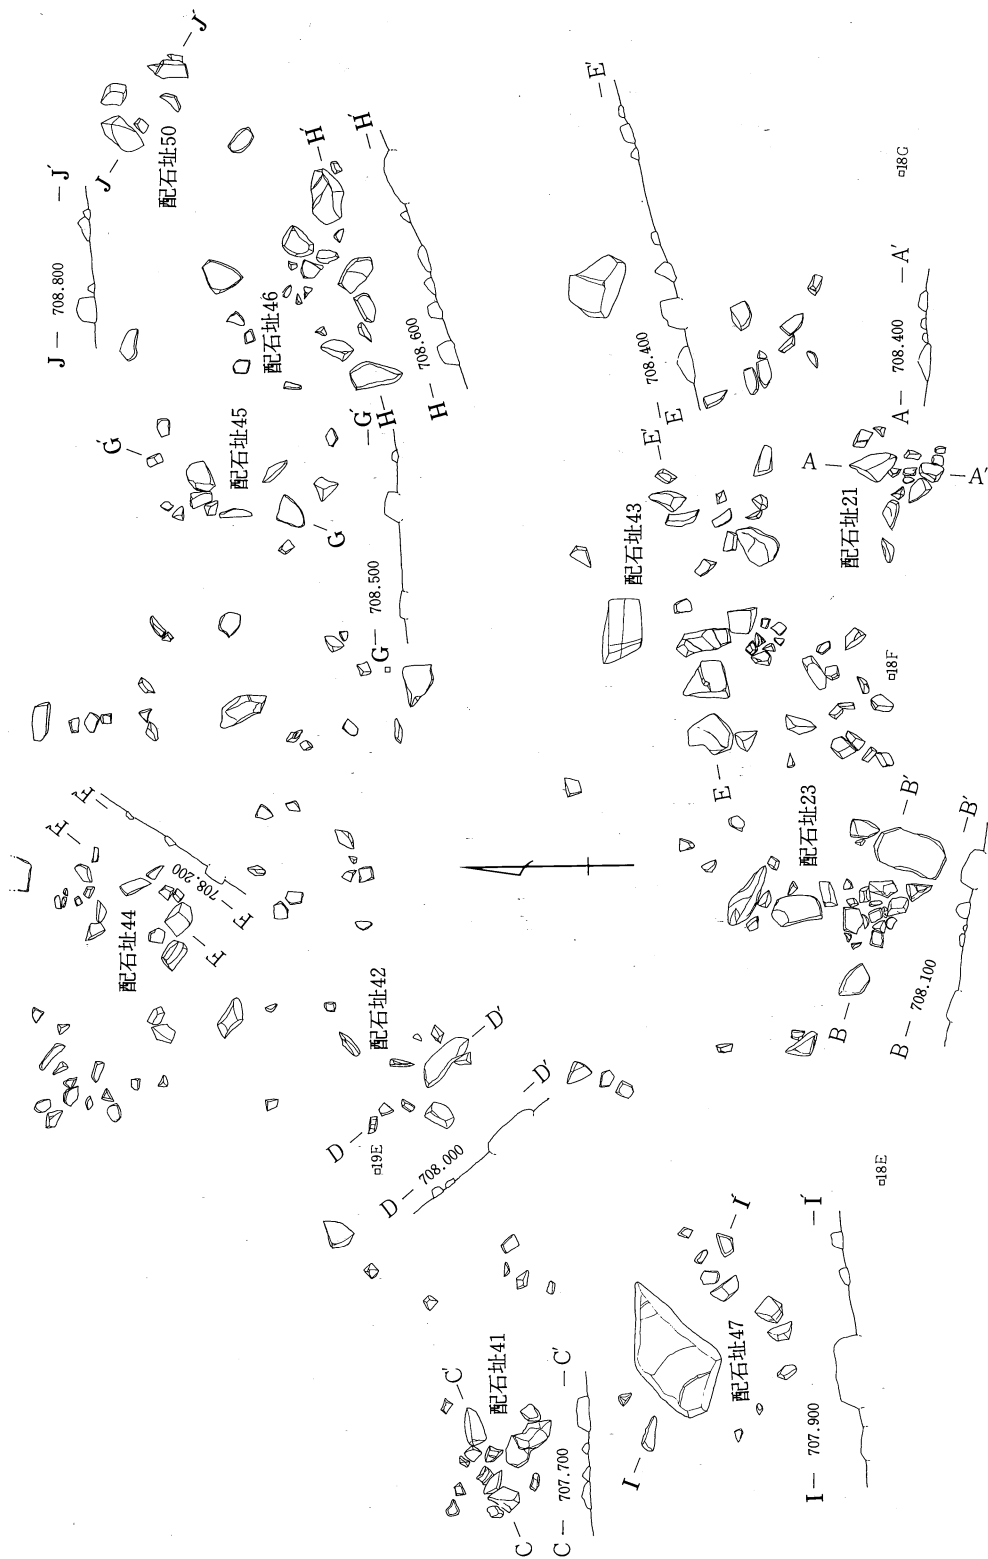 配石址50
J
J′
J
708.800
J′
配石址46
H
H′
H
708.600
H′
配石址45
G
G′
G
708.500
G′
配石址44
F
F′
F
708.200
F′
配石址42
D
D′
D
708.000
D′
□19E
配石址41
C
C′
C
707.700
C′
配石址43
E
E′
E
708.400
E′
□18G
配石址21
A
A′
A
708.400
A′
□18F
配石址23
B
B′
B
708.100
B′
□18E
配石址47
I
I′
I
707.900
I′